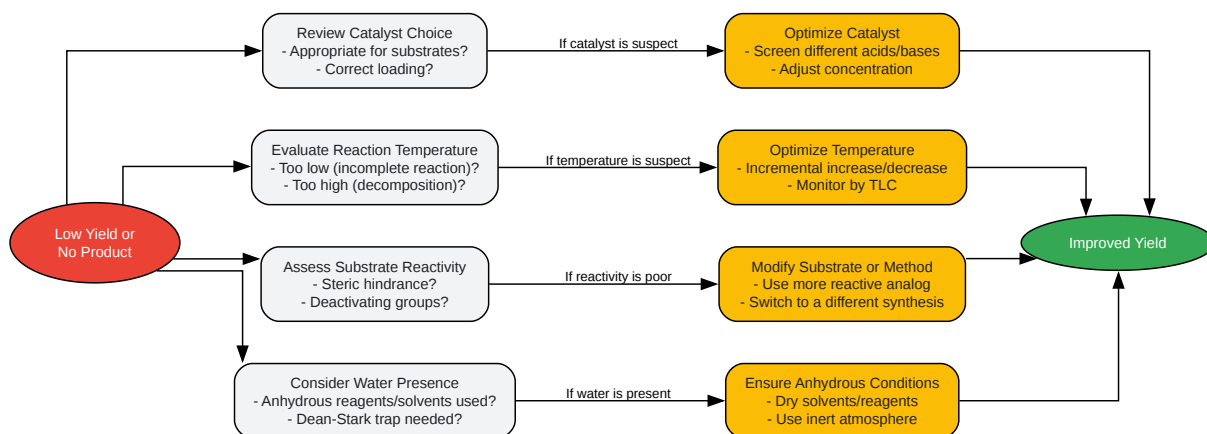 Review Catalyst Choice
- Appropriate for substrates?
- Correct loading?
If catalyst is suspect
Optimize Catalyst
- Screen different acids/bases
- Adjust concentration
Evaluate Reaction Temperature
- Too low (incomplete reaction)?
- Too high (decomposition)?
If temperature is suspect
Optimize Temperature
- Incremental increase/decrease
- Monitor by TLC
Low Yield or
No Product
Improved Yield
Assess Substrate Reactivity
- Steric hindrance?
- Deactivating groups?
If reactivity is poor
Modify Substrate or Method
- Use more reactive analog
- Switch to a different synthesis
Consider Water Presence
- Anhydrous reagents/solvents used?
- Dean-Stark trap needed?
If water is present
Ensure Anhydrous Conditions
- Dry solvents/reagents
- Use inert atmosphere